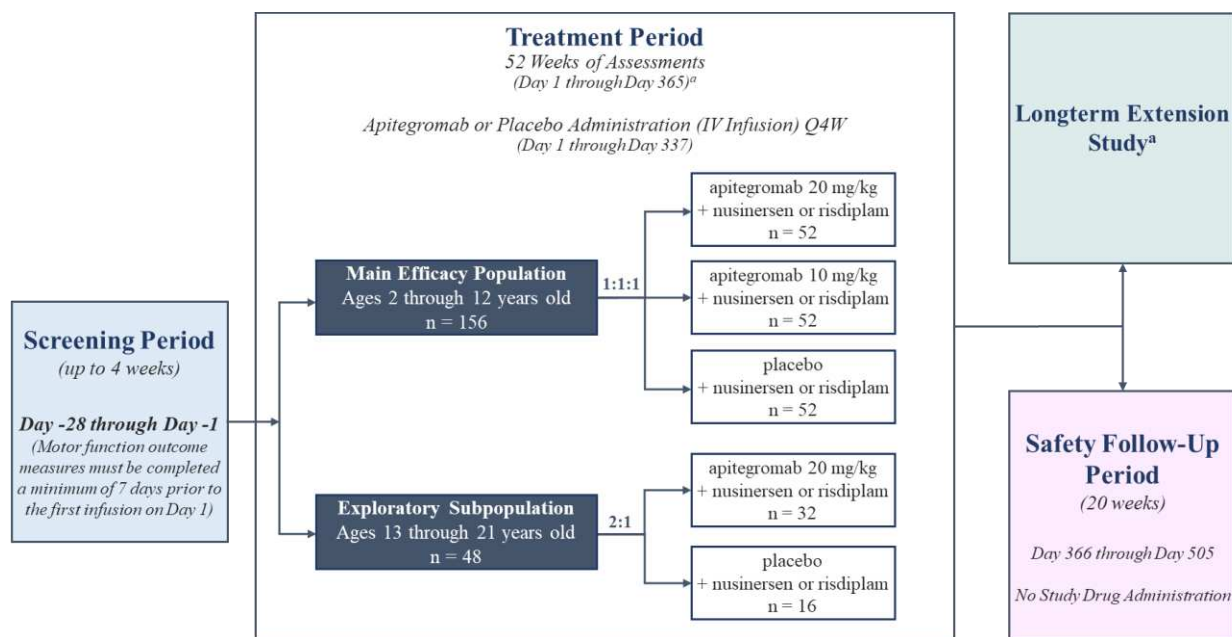 Screening Period
(up to 4 weeks)
Day -28 through Day -1
(Motor function outcome
measures must be completed
a minimum of 7 days prior to
the first infusion on Day 1)
Treatment Period
52 Weeks of Assessments
(Day 1 through Day 365)ᵃ
Apitegromab or Placebo Administration (IV Infusion) Q4W
(Day 1 through Day 337)
Main Efficacy Population
Ages 2 through 12 years old
n = 156
1:1:1
apitegromab 20 mg/kg
+ nusinersen or risdiplam
n = 52
apitegromab 10 mg/kg
+ nusinersen or risdiplam
n = 52
placebo
+ nusinersen or risdiplam
n = 52
Exploratory Subpopulation
Ages 13 through 21 years old
n = 48
2:1
apitegromab 20 mg/kg
+ nusinersen or risdiplam
n = 32
placebo
+ nusinersen or risdiplam
n = 16
Longterm Extension
Studyᵃ
Safety Follow-Up
Period
(20 weeks)
Day 366 through Day 505
No Study Drug Administration